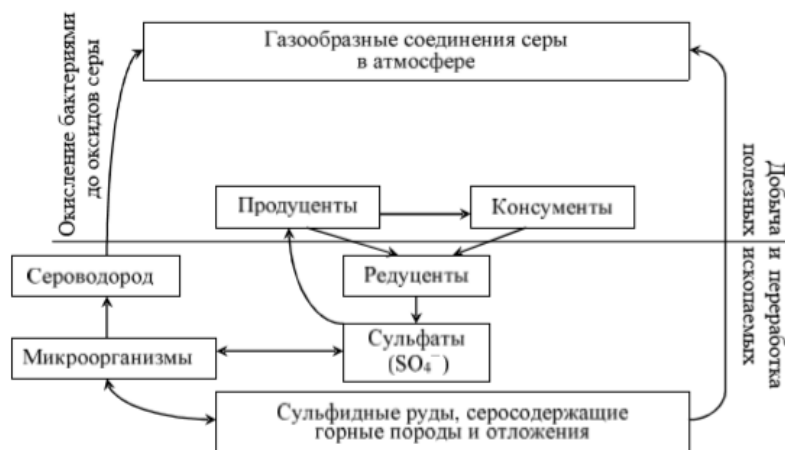 Газообразные соединения серы
в атмосфере
Окисление бактериями
до оксидов серы
Продуценты
Консументы
Добыча и переработка
полезных ископаемых
Сероводород
Редуценты
Микроорганизмы
Сульфаты
(SO₄⁻)
Сульфидные руды, серосодержащие
горные породы и отложения